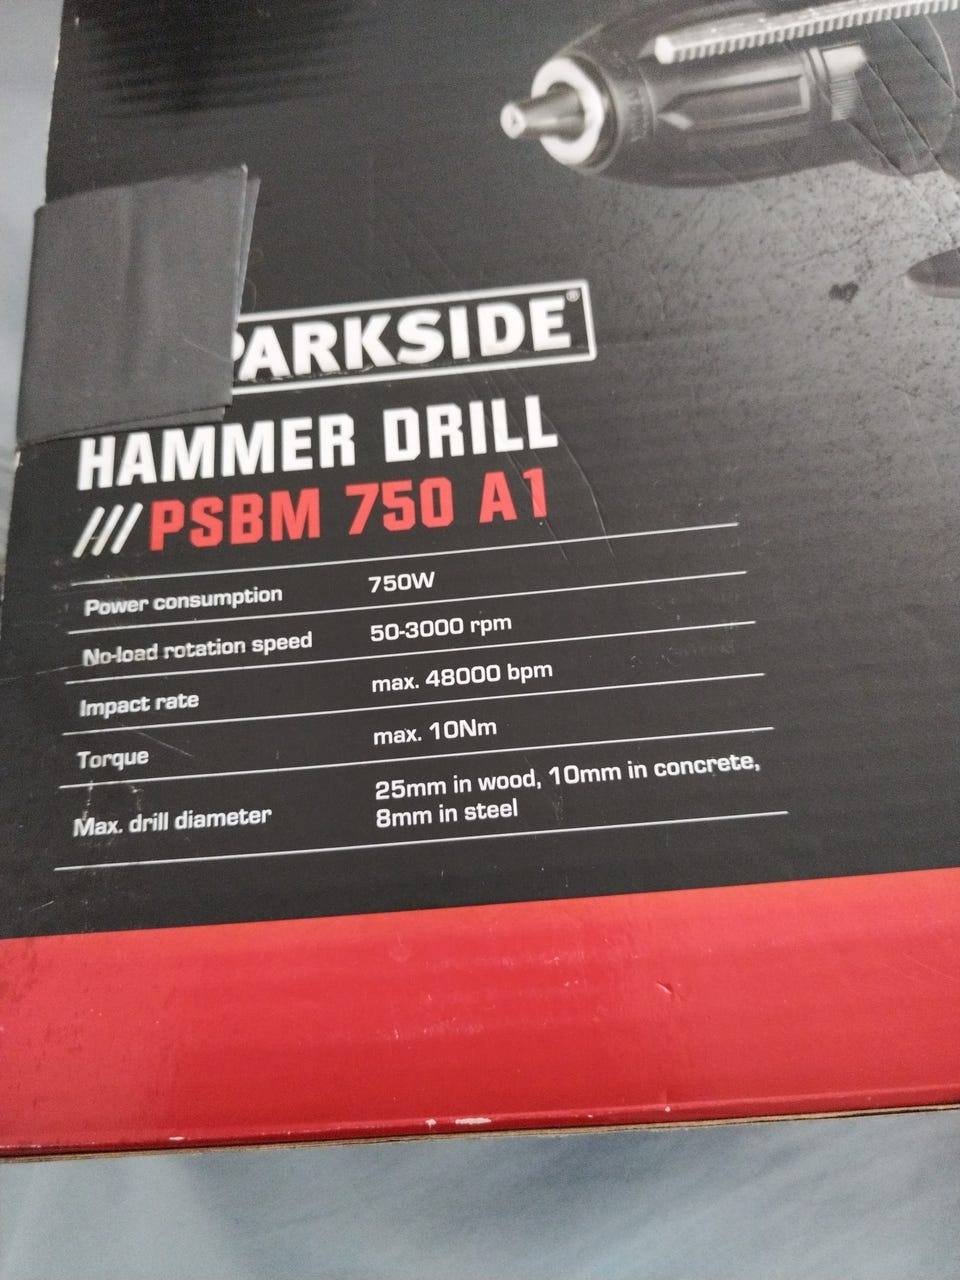 PARKSIDE®
HAMMER DRILL
///PSBM 750 A1
Power consumption 750W
No-load rotation speed 50-3000 rpm
Impact rate max. 48000 bpm
Torque max. 10Nm
Max. drill diameter 25mm in wood, 10mm in concrete,
8mm in steel